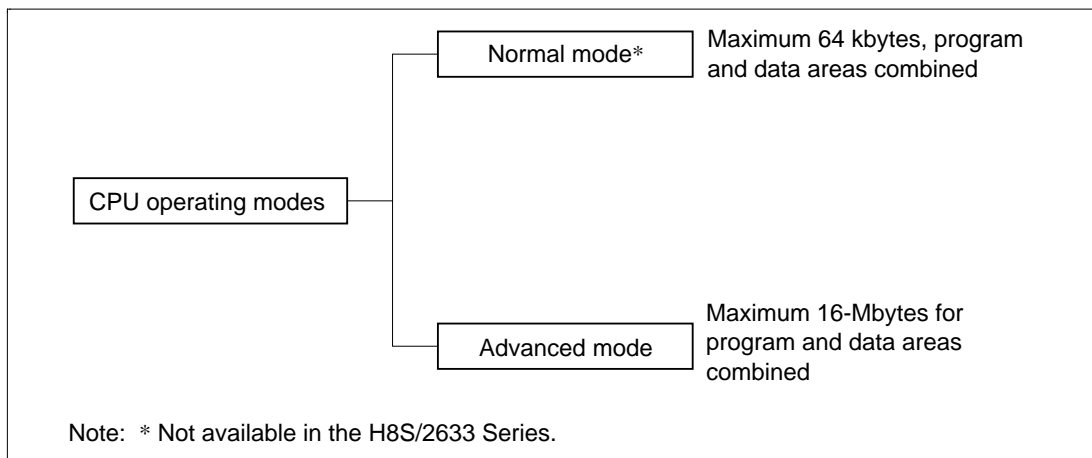 Normal mode*
Maximum 64 kbytes, program
and data areas combined
CPU operating modes
Advanced mode
Maximum 16-Mbytes for
program and data areas
combined
Note: * Not available in the H8S/2633 Series.